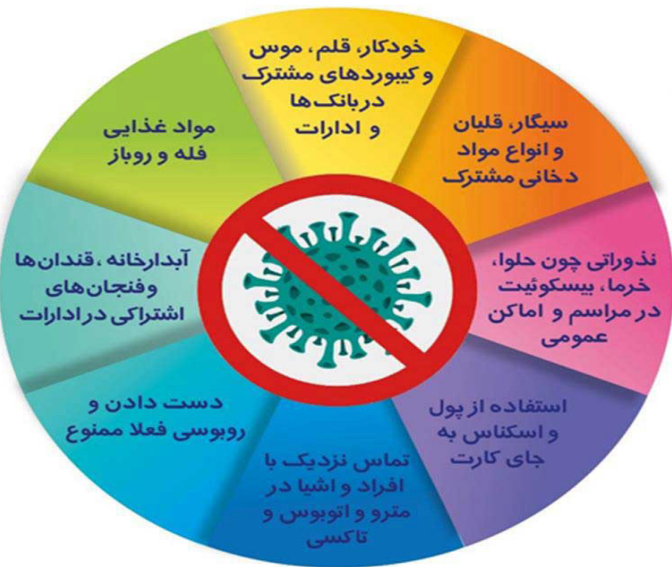 خودکار، قلم، موس
و کیبوردهای مشترک
در بانک‌ها
و ادارات
سیگار، قلیان
و انواع مواد
دخانی مشترک
نذوراتی چون حلوا،
خرما، بیسکوئیت
در مراسم و اماکن
عمومی
استفاده از پول
و اسکناس به
جای کارت
تماس نزدیک با
افراد و اشیا در
مترو و اتوبوس و
تاکسی
دست دادن و
روبوسی فعلا ممنوع
آبدارخانه، قندان‌ها
و فنجان‌های
اشتراکی در ادارات
مواد غذایی
فله و روباز